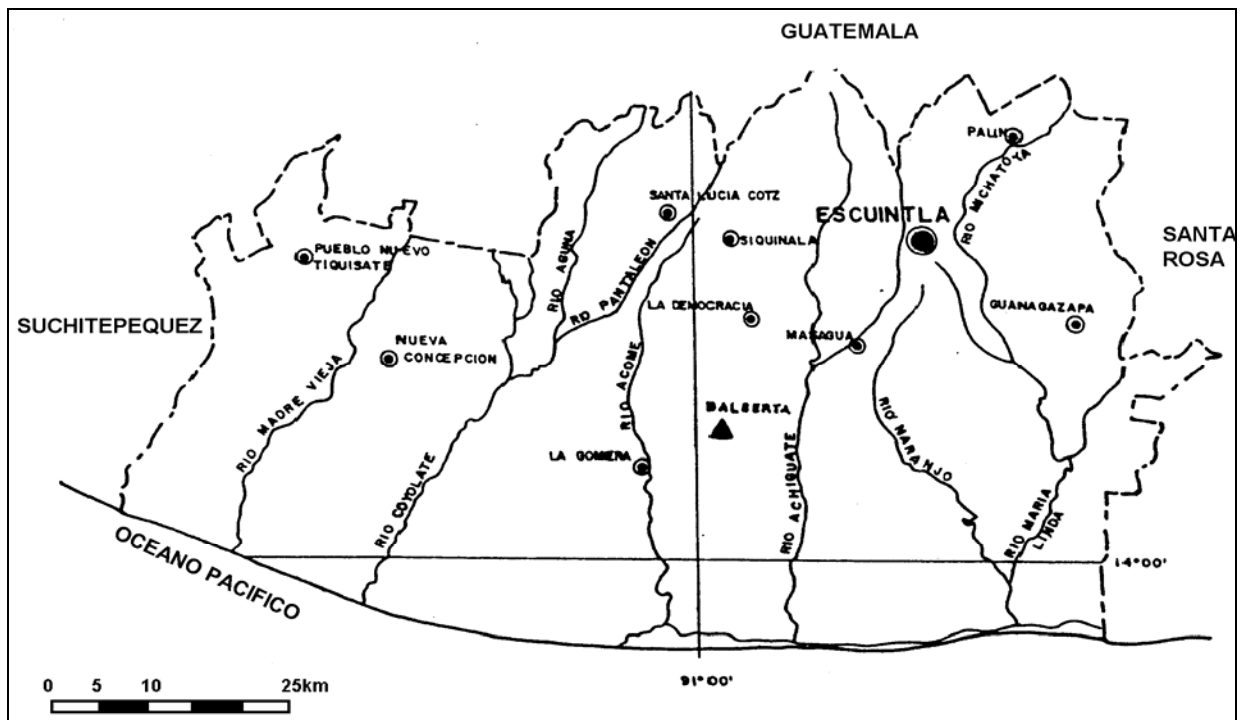 GUATEMALA
PALIN
RIO MICHATOYA
SANTA LUCIA COTZ
ESCUINTLA
SIQUINALA
SANTA
ROSA
PUEBLO NUEVO
TIQUISATE
RIO AGUNA
RIO PANTALEON
SUCHITEPEQUEZ
LA DEMOCRACIA
GUANAGAZAPA
MASAGUA
NUEVA
CONCEPCION
RIO MADRE VIEJA
RIO ACOME
BALBERTA
RIO NARANJO
LA GOMERA
RIO COYOLATE
RIO ACHIGUATE
RIO MARIA
LINDA
OCEANO PACIFICO
14°00'
91°00'
0 5 10 25km